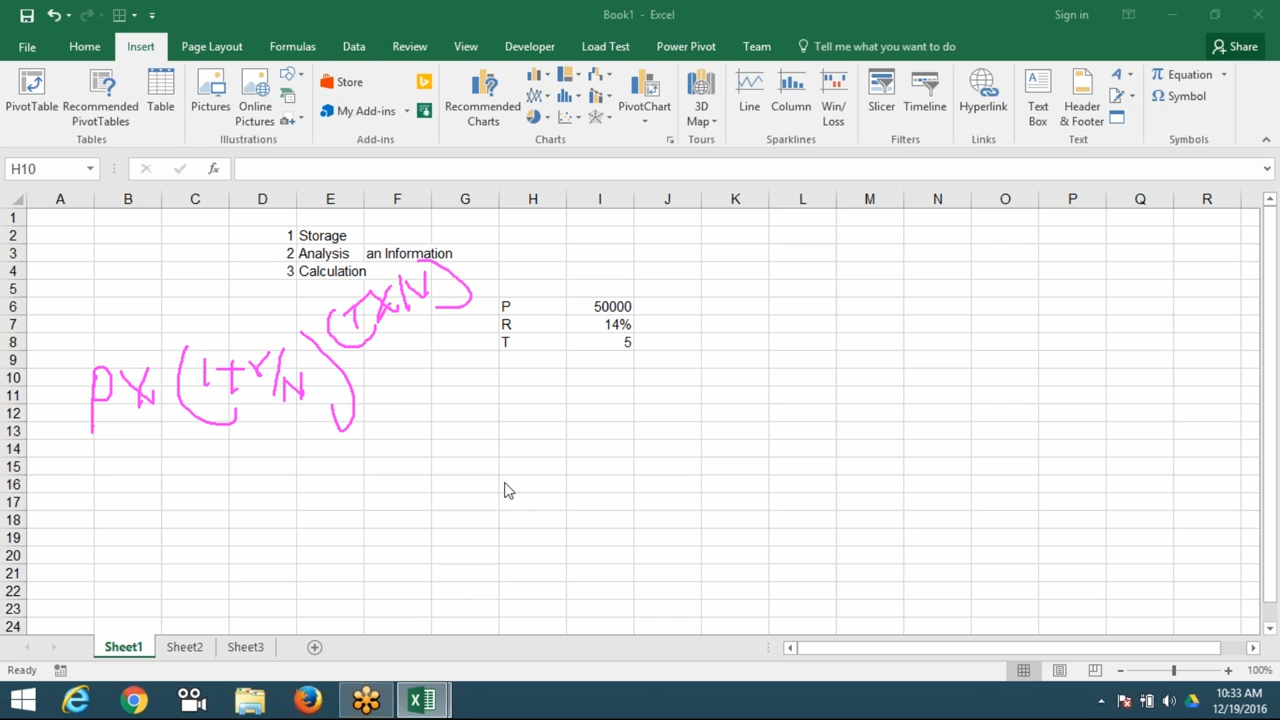 Book1 - Excel
Sign in
File Home Insert Page Layout Formulas Data Review View Developer Load Test Power Pivot Team Tell me what you want to do Share
PivotTable Recommended PivotTables Table Pictures Online Pictures Store My Add-ins Recommended Charts PivotChart 3D Map Line Column Win/Loss Slicer Timeline Hyperlink Text Box Header & Footer Equation Symbol
Tables Illustrations Add-ins Charts Tours Sparklines Filters Links Text Symbols
H10 fx
A B C D E F G H I J K L M N O P Q R
1
2 1 Storage
3 2 Analysis an Information
4 3 Calculation
5
6 P 50000
7 R 14%
8 T 5
9
10
11
12
13
14
15
16
17
18
19
20
21
22
23
24
P X (1+r/N) (TX/N)
Sheet1 Sheet2 Sheet3
Ready 100%
10:33 AM
12/19/2016